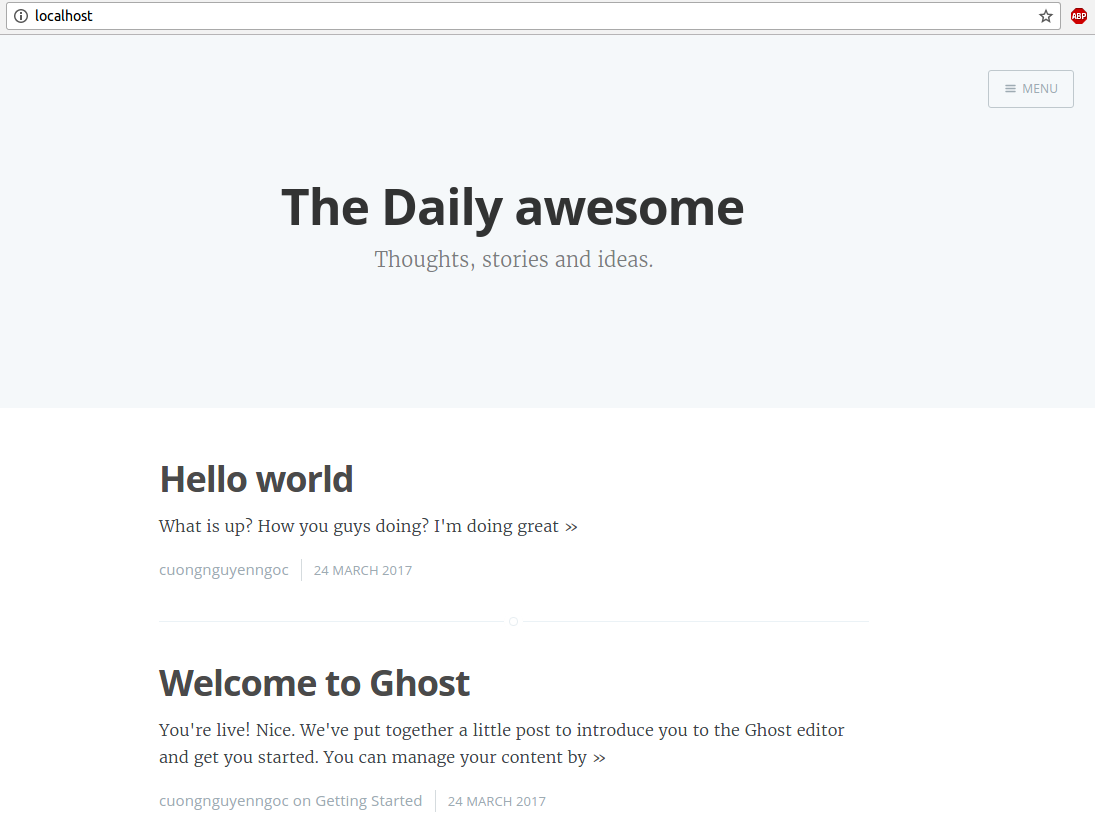 localhost
ABP
MENU
The Daily awesome
Thoughts, stories and ideas.
Hello world
What is up? How you guys doing? I'm doing great »
cuongnguyenngoc
24 MARCH 2017
Welcome to Ghost
You're live! Nice. We've put together a little post to introduce you to the Ghost editor
and get you started. You can manage your content by »
cuongnguyenngoc on Getting Started
24 MARCH 2017